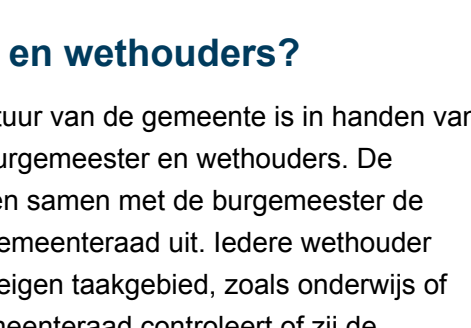 en wethouders?
tuur van de gemeente is in handen van
urgemeester en wethouders. De
en samen met de burgemeester de
emeenteraad uit. Iedere wethouder
eigen taakgebied, zoals onderwijs of
meenteraad controleert of zij de